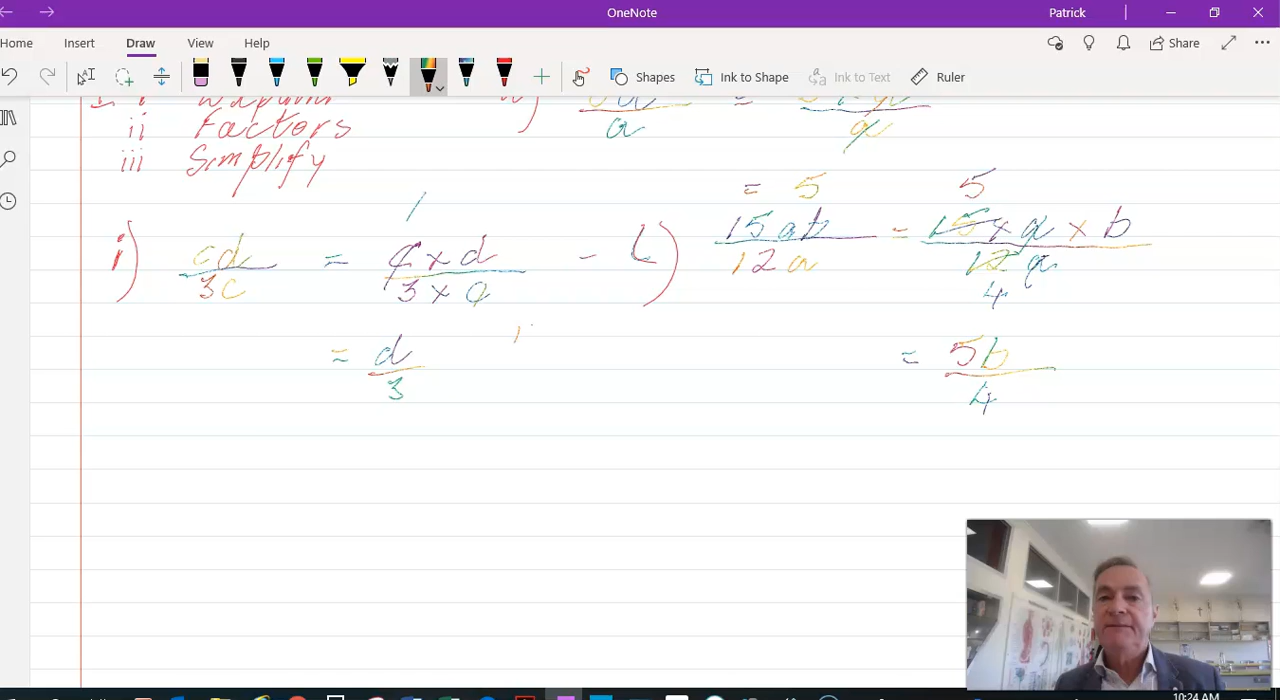 OneNote
Patrick
Home Insert Draw View Help
Share
Shapes
Ink to Shape
Ink to Text
Ruler
ii Factors
iii Simplify
a
a
= 5
i) cd / 3c = c x d / 3 x c
= d / 3
L) 15ab / 12a = 15 x a x b / 12 a
5
4
= 5b / 4
10:24 AM